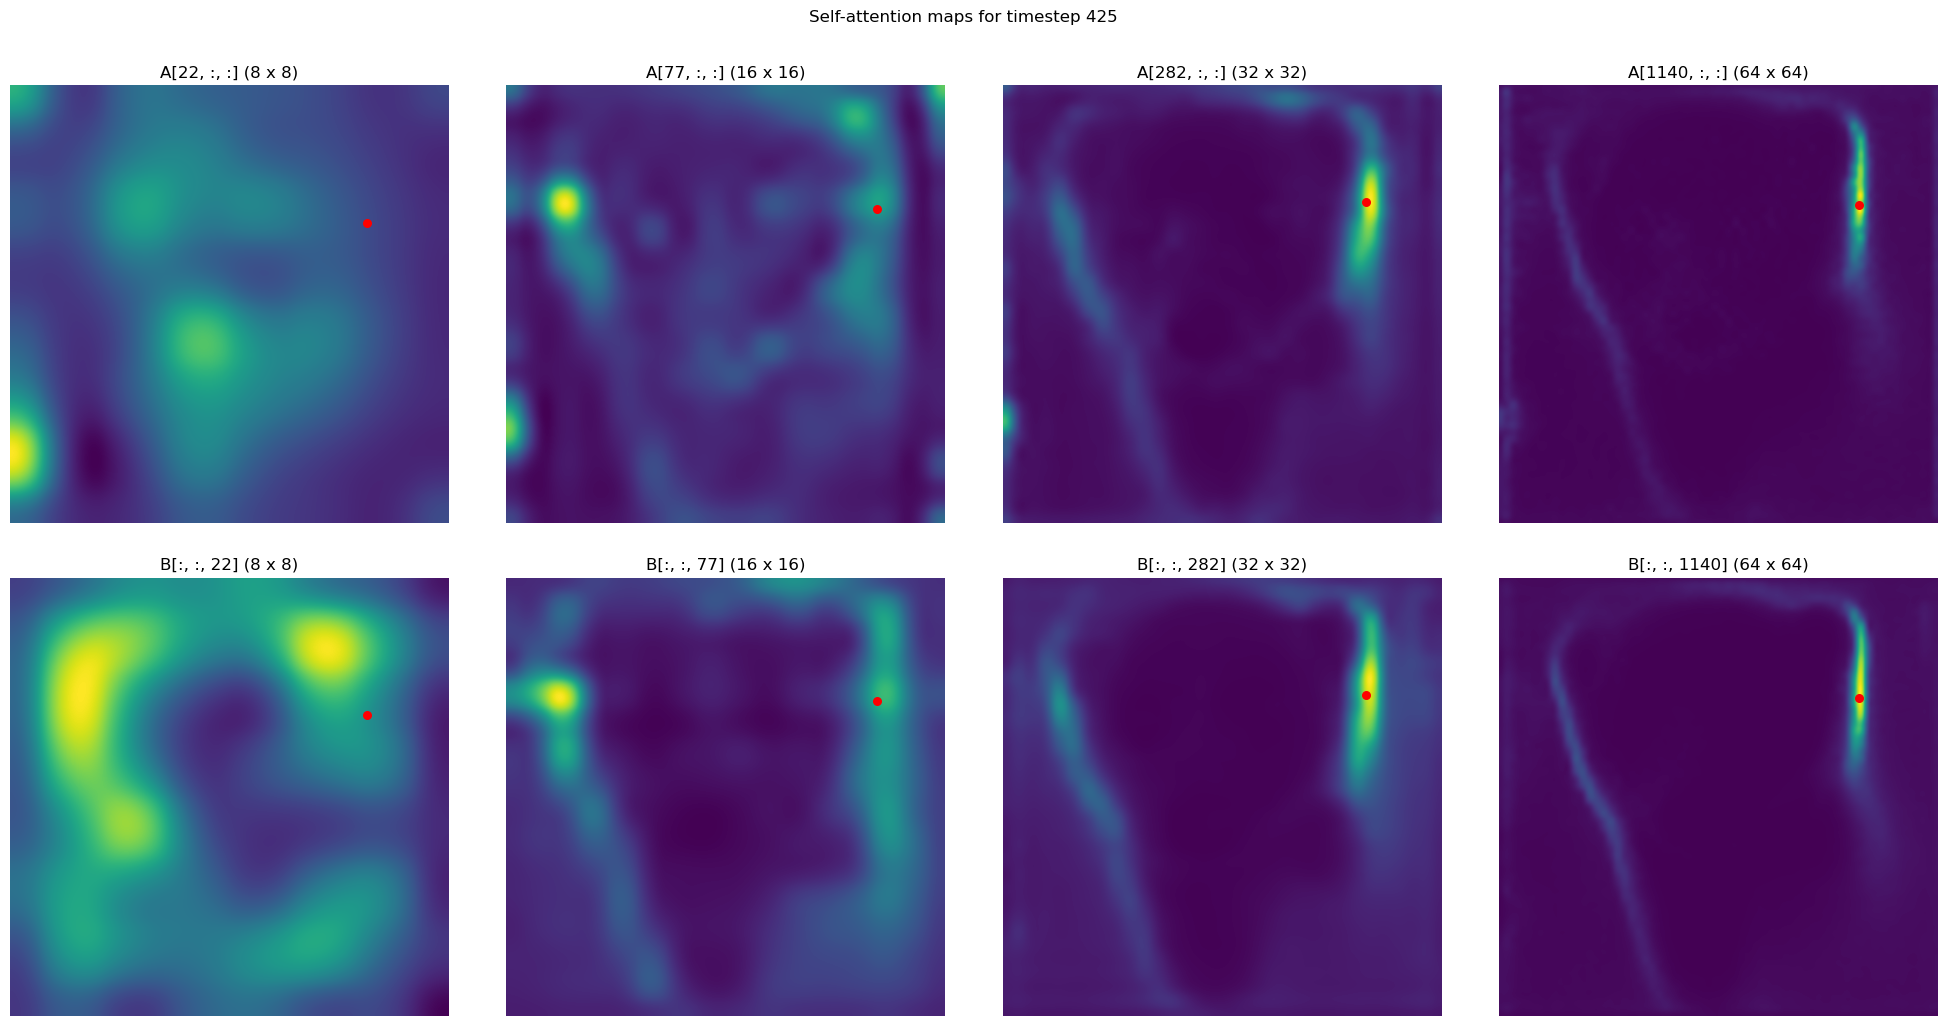 Self-attention maps for timestep 425
A[22, :, :] (8 x 8)
A[77, :, :] (16 x 16)
A[282, :, :] (32 x 32)
A[1140, :, :] (64 x 64)
B[:, :, 22] (8 x 8)
B[:, :, 77] (16 x 16)
B[:, :, 282] (32 x 32)
B[:, :, 1140] (64 x 64)